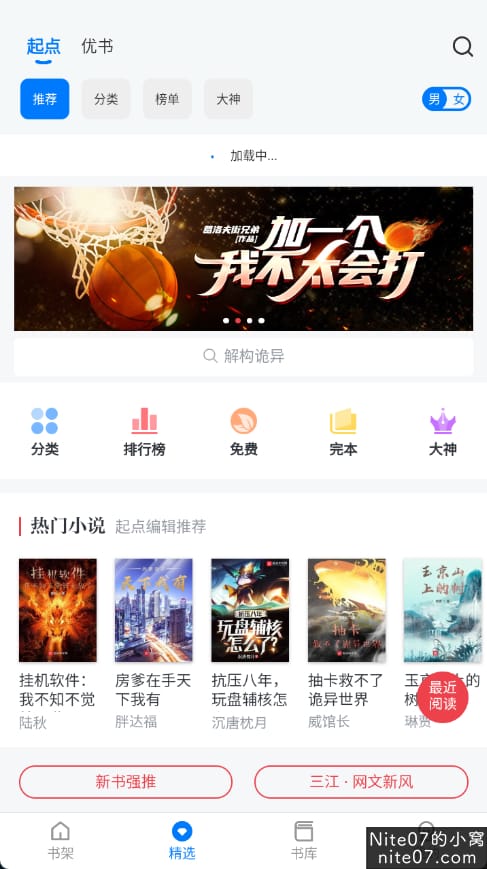 起点 优书
推荐 分类 榜单 大神 男 女
加载中...
葛洛夫街兄弟
[作品]
加一个
我不太会打
解构诡异
分类 排行榜 免费 完本 大神
热门小说 起点编辑推荐
挂机软件 天下我有 抗压八年 玩盘辅核 怎么了? 抽卡 玉京山上的树
挂机软件： 房爹在手天 抗压八年， 抽卡救不了 玉京山上的
我不知不觉 下我有 玩盘辅核怎 诡异世界 树
陆秋 胖达福 沉唐枕月 威馆长 琳贤
最近
阅读
新书强推 三江 · 网文新风
书架 精选 书库
Nite07的小窝
nite07.com